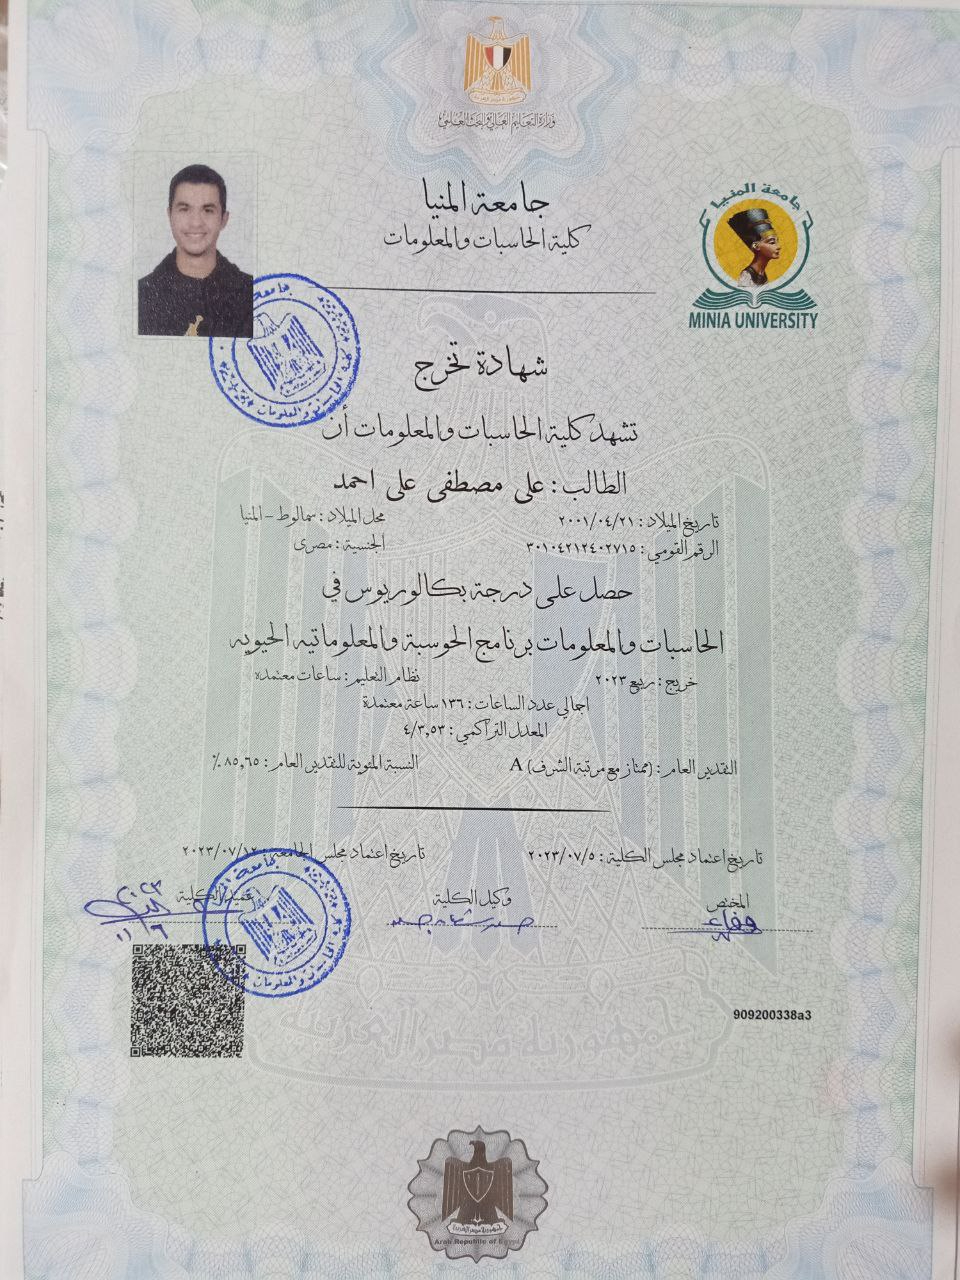 وزارة التعليم العالي والبحث العلمي
جامعة المنيا
كلية الحاسبات والمعلومات
جامعة المنيا
MINIA UNIVERSITY
شهادة تخرج
تشهد كلية الحاسبات والمعلومات أن
الطالب : على مصطفى على احمد
تاريخ الميلاد : ٢٠٠١/٠٤/٢١ محل الميلاد : سمالوط - المنيا
الرقم القومي : ٣٠١٠٤٢١٢٤٠٢٧١٥ الجنسية : مصرى
حصل على درجة بكالوريوس في
الحاسبات والمعلومات برنامج الحوسبة والمعلوماتيه الحيويه
خريج : ربيع ٢٠٢٣ نظام التعليم : ساعات معتمده
اجمالي عدد الساعات : ١٣٦ ساعة معتمدة
المعدل التراكمي : ٤/٣,٥٣
التقدير العام : (ممتاز مع مرتبة الشرف) A النسبة المئوية للتقدير العام : ٨٥,٦٥ %
تاريخ اعتماد مجلس الكلية : ٢٠٢٣/٠٧/٥ تاريخ اعتماد مجلس الجامعه : ٢٠٢٣/٠٧/١٢
المختص وكيل الكلية عميد الكلية
وفاء
909200338a3
جمهورية مصر العربية
Arab Republic of Egypt